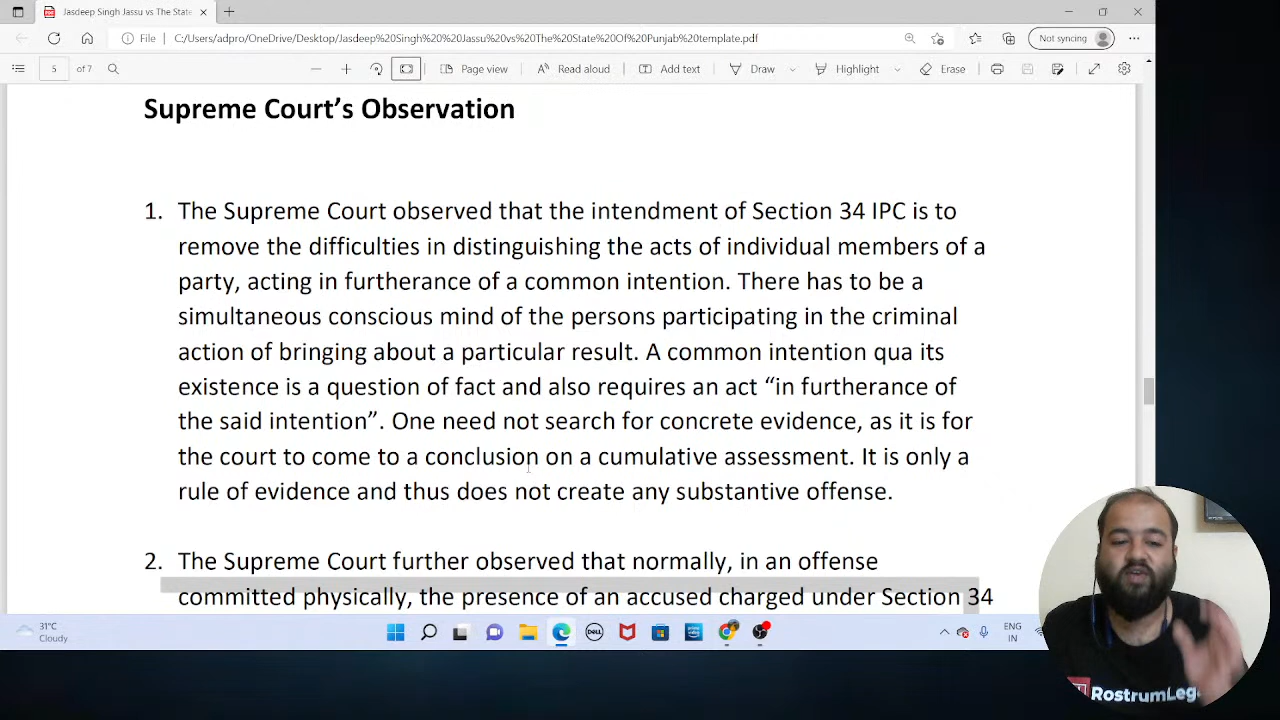 Jasdeep Singh Jassu vs The State
File
C:/Users/adpro/OneDrive/Desktop/Jasdeep%20Singh%20%20Jassu%20vs%20The%20State%20Of%20Punjab%20template.pdf
Not syncing
5 of 7
Page view
Read aloud
Add text
Draw
Highlight
Erase
Supreme Court’s Observation
1. The Supreme Court observed that the intendment of Section 34 IPC is to
remove the difficulties in distinguishing the acts of individual members of a
party, acting in furtherance of a common intention. There has to be a
simultaneous conscious mind of the persons participating in the criminal
action of bringing about a particular result. A common intention qua its
existence is a question of fact and also requires an act “in furtherance of
the said intention”. One need not search for concrete evidence, as it is for
the court to come to a conclusion on a cumulative assessment. It is only a
rule of evidence and thus does not create any substantive offense.
2. The Supreme Court further observed that normally, in an offense
committed physically, the presence of an accused charged under Section 34
31°C
Cloudy
DELL
prime video
ENG
IN
RostrumLega